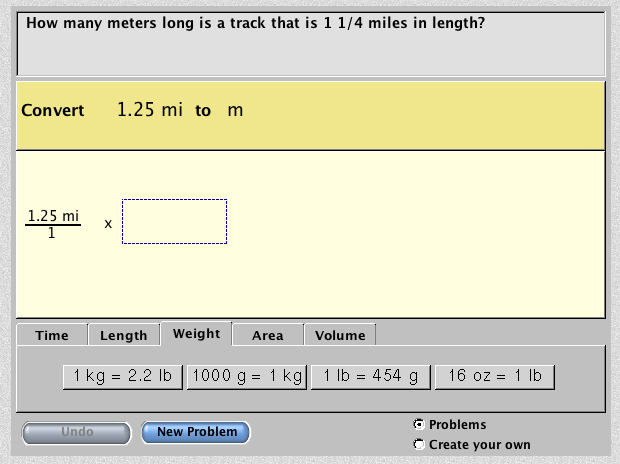 How many meters long is a track that is 1 1/4 miles in length?
Convert 1.25 mi to m
1.25 mi
x
1
Time Length Weight Area Volume
1 kg = 2.2 lb 1000 g = 1 kg 1 lb = 454 g 16 oz = 1 lb
Undo New Problem
Problems
Create your own